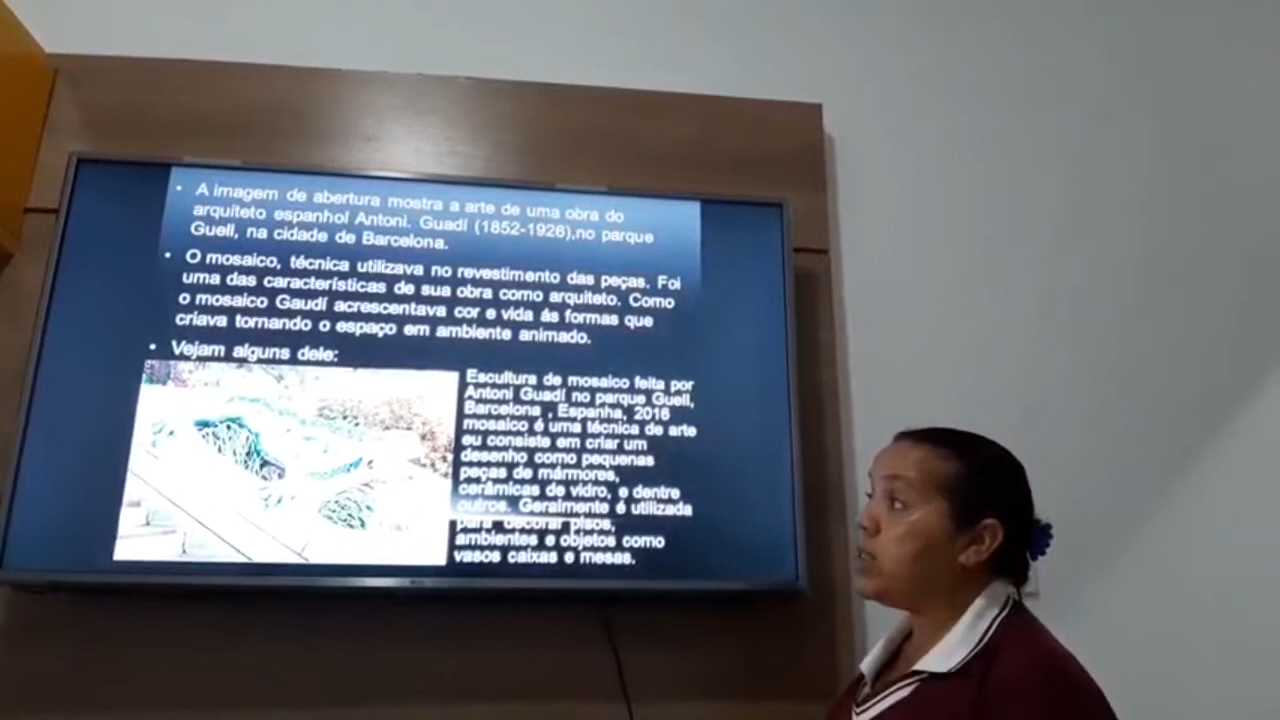 • A imagem de abertura mostra a arte de uma obra do
arquiteto espanhol Antoni. Guadí (1852-1926),no parque
Guell, na cidade de Barcelona.
• O mosaico, técnica utilizava no revestimento das peças. Foi
uma das características de sua obra como arquiteto. Como
o mosaico Gaudí acrescentava cor e vida ás formas que
criava tornando o espaço em ambiente animado.
• Vejam alguns dele:
Escultura de mosaico feita por
Antoni Guadí no parque Guell,
Barcelona , Espanha, 2016
mosaico é uma técnica de arte
eu consiste em criar um
desenho como pequenas
peças de mármores,
cerâmicas de vidro, e dentre
outros. Geralmente é utilizada
para decorar pisos,
ambientes e objetos como
vasos caixas e mesas.